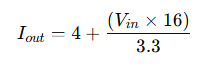 I_out = 4 + (V_in × 16) / 3.3